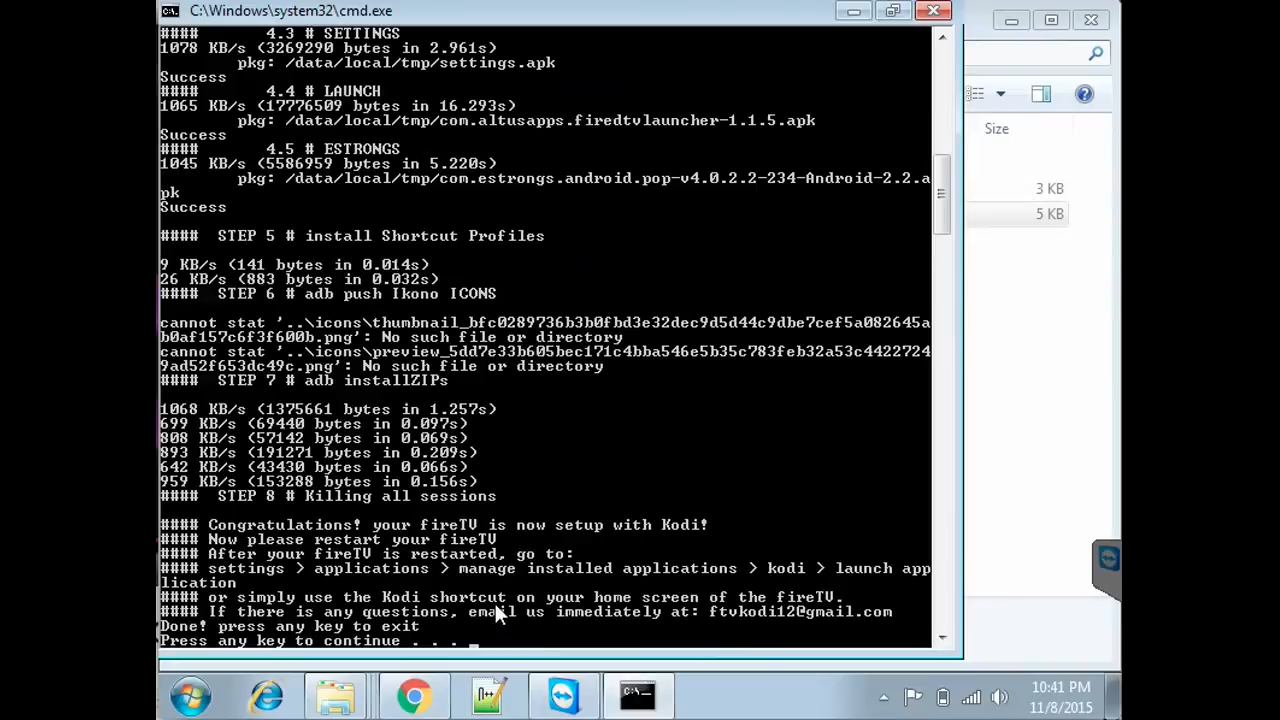 C:\Windows\system32\cmd.exe
####       4.3 # SETTINGS
1078 KB/s (3269290 bytes in 2.961s)
        pkg: /data/local/tmp/settings.apk
Success
####       4.4 # LAUNCH
1065 KB/s (17776509 bytes in 16.293s)
        pkg: /data/local/tmp/com.altusapps.firedtvlauncher-1.1.5.apk
Success
####       4.5 # ESTRONGS
1045 KB/s (5586959 bytes in 5.220s)
        pkg: /data/local/tmp/com.estrongs.android.pop-v4.0.2.2-234-Android-2.2.a
pk
Success
####  STEP 5 # install Shortcut Profiles
9 KB/s (141 bytes in 0.014s)
26 KB/s (883 bytes in 0.032s)
####  STEP 6 # adb push Ikono ICONS
cannot stat '..\icons\thumbnail_bfc0289736b3b0fbd3e32dec9d5d44c9dbe7cef5a082645a
b0af157c6f3f600b.png': No such file or directory
cannot stat '..\icons\preview_5dd7e33b605bec171c4bba546e5b35c783feb32a53c4422724
9ad52f653dc49c.png': No such file or directory
####  STEP 7 # adb installZIPs
1068 KB/s (1375661 bytes in 1.257s)
699 KB/s (69440 bytes in 0.097s)
808 KB/s (57142 bytes in 0.069s)
893 KB/s (191271 bytes in 0.209s)
642 KB/s (43430 bytes in 0.066s)
959 KB/s (153288 bytes in 0.156s)
####  STEP 8 # Killing all sessions
#### Congratulations! your fireTV is now setup with Kodi!
#### Now please restart your fireTV
#### After your fireTV is restarted, go to:
#### settings > applications > manage installed applications > kodi > launch app
lication
#### or simply use the Kodi shortcut on your home screen of the fireTV.
#### If there is any questions, email us immediately at: ftvkodi12@gmail.com
Done! press any key to exit
Press any key to continue . . . _
Size
3 KB
5 KB
10:41 PM
11/8/2015